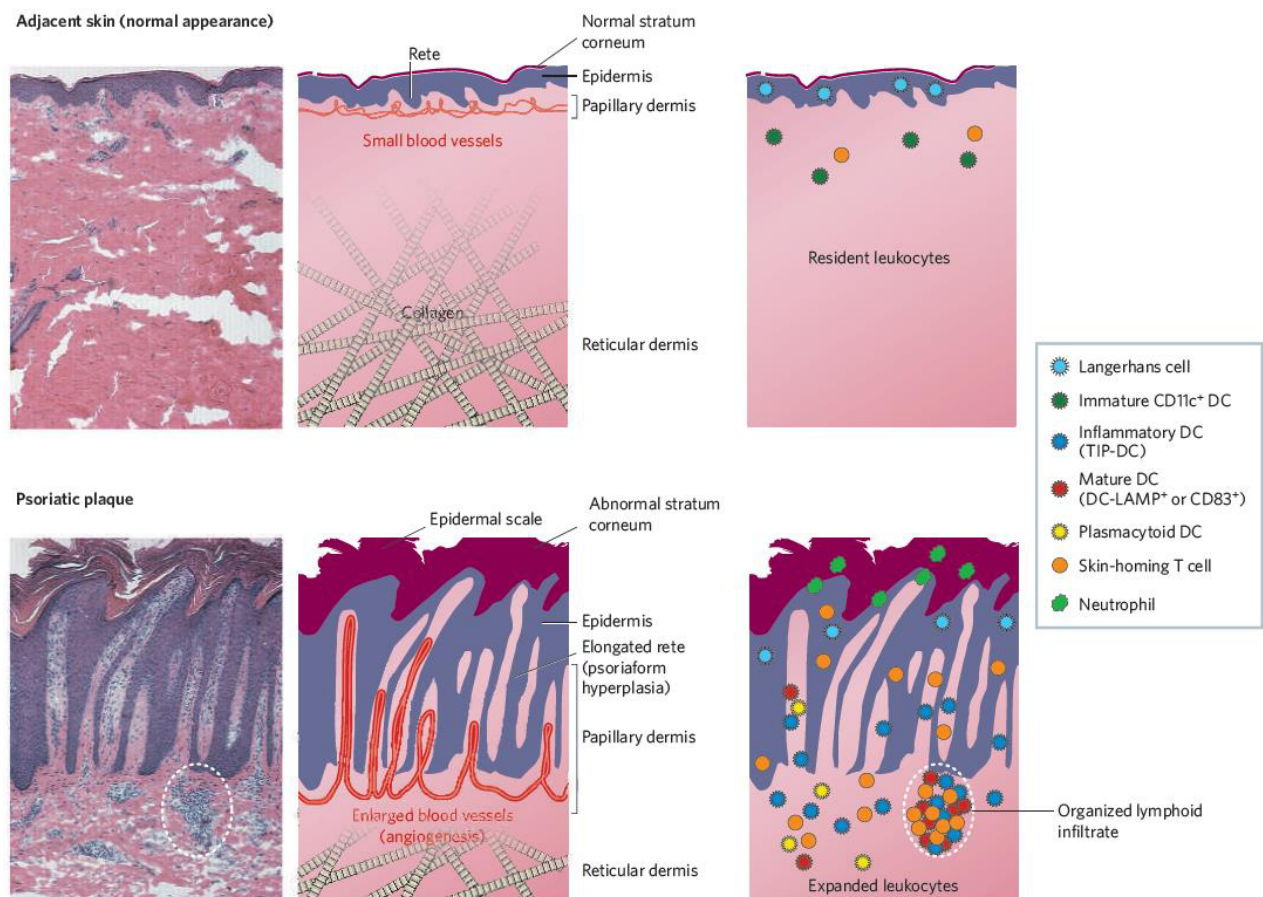 Adjacent skin (normal appearance)
Normal stratum
corneum
Rete
Epidermis
Papillary dermis
Small blood vessels
Collagen
Reticular dermis
Resident leukocytes
Langerhans cell
Immature CD11c⁺ DC
Inflammatory DC
(TIP-DC)
Mature DC
(DC-LAMP⁺ or CD83⁺)
Plasmacytoid DC
Skin-homing T cell
Neutrophil
Psoriatic plaque
Epidermal scale
Abnormal stratum
corneum
Epidermis
Elongated rete
(psoriaform
hyperplasia)
Papillary dermis
Enlarged blood vessels
(angiogenesis)
Reticular dermis
Organized lymphoid
infiltrate
Expanded leukocytes